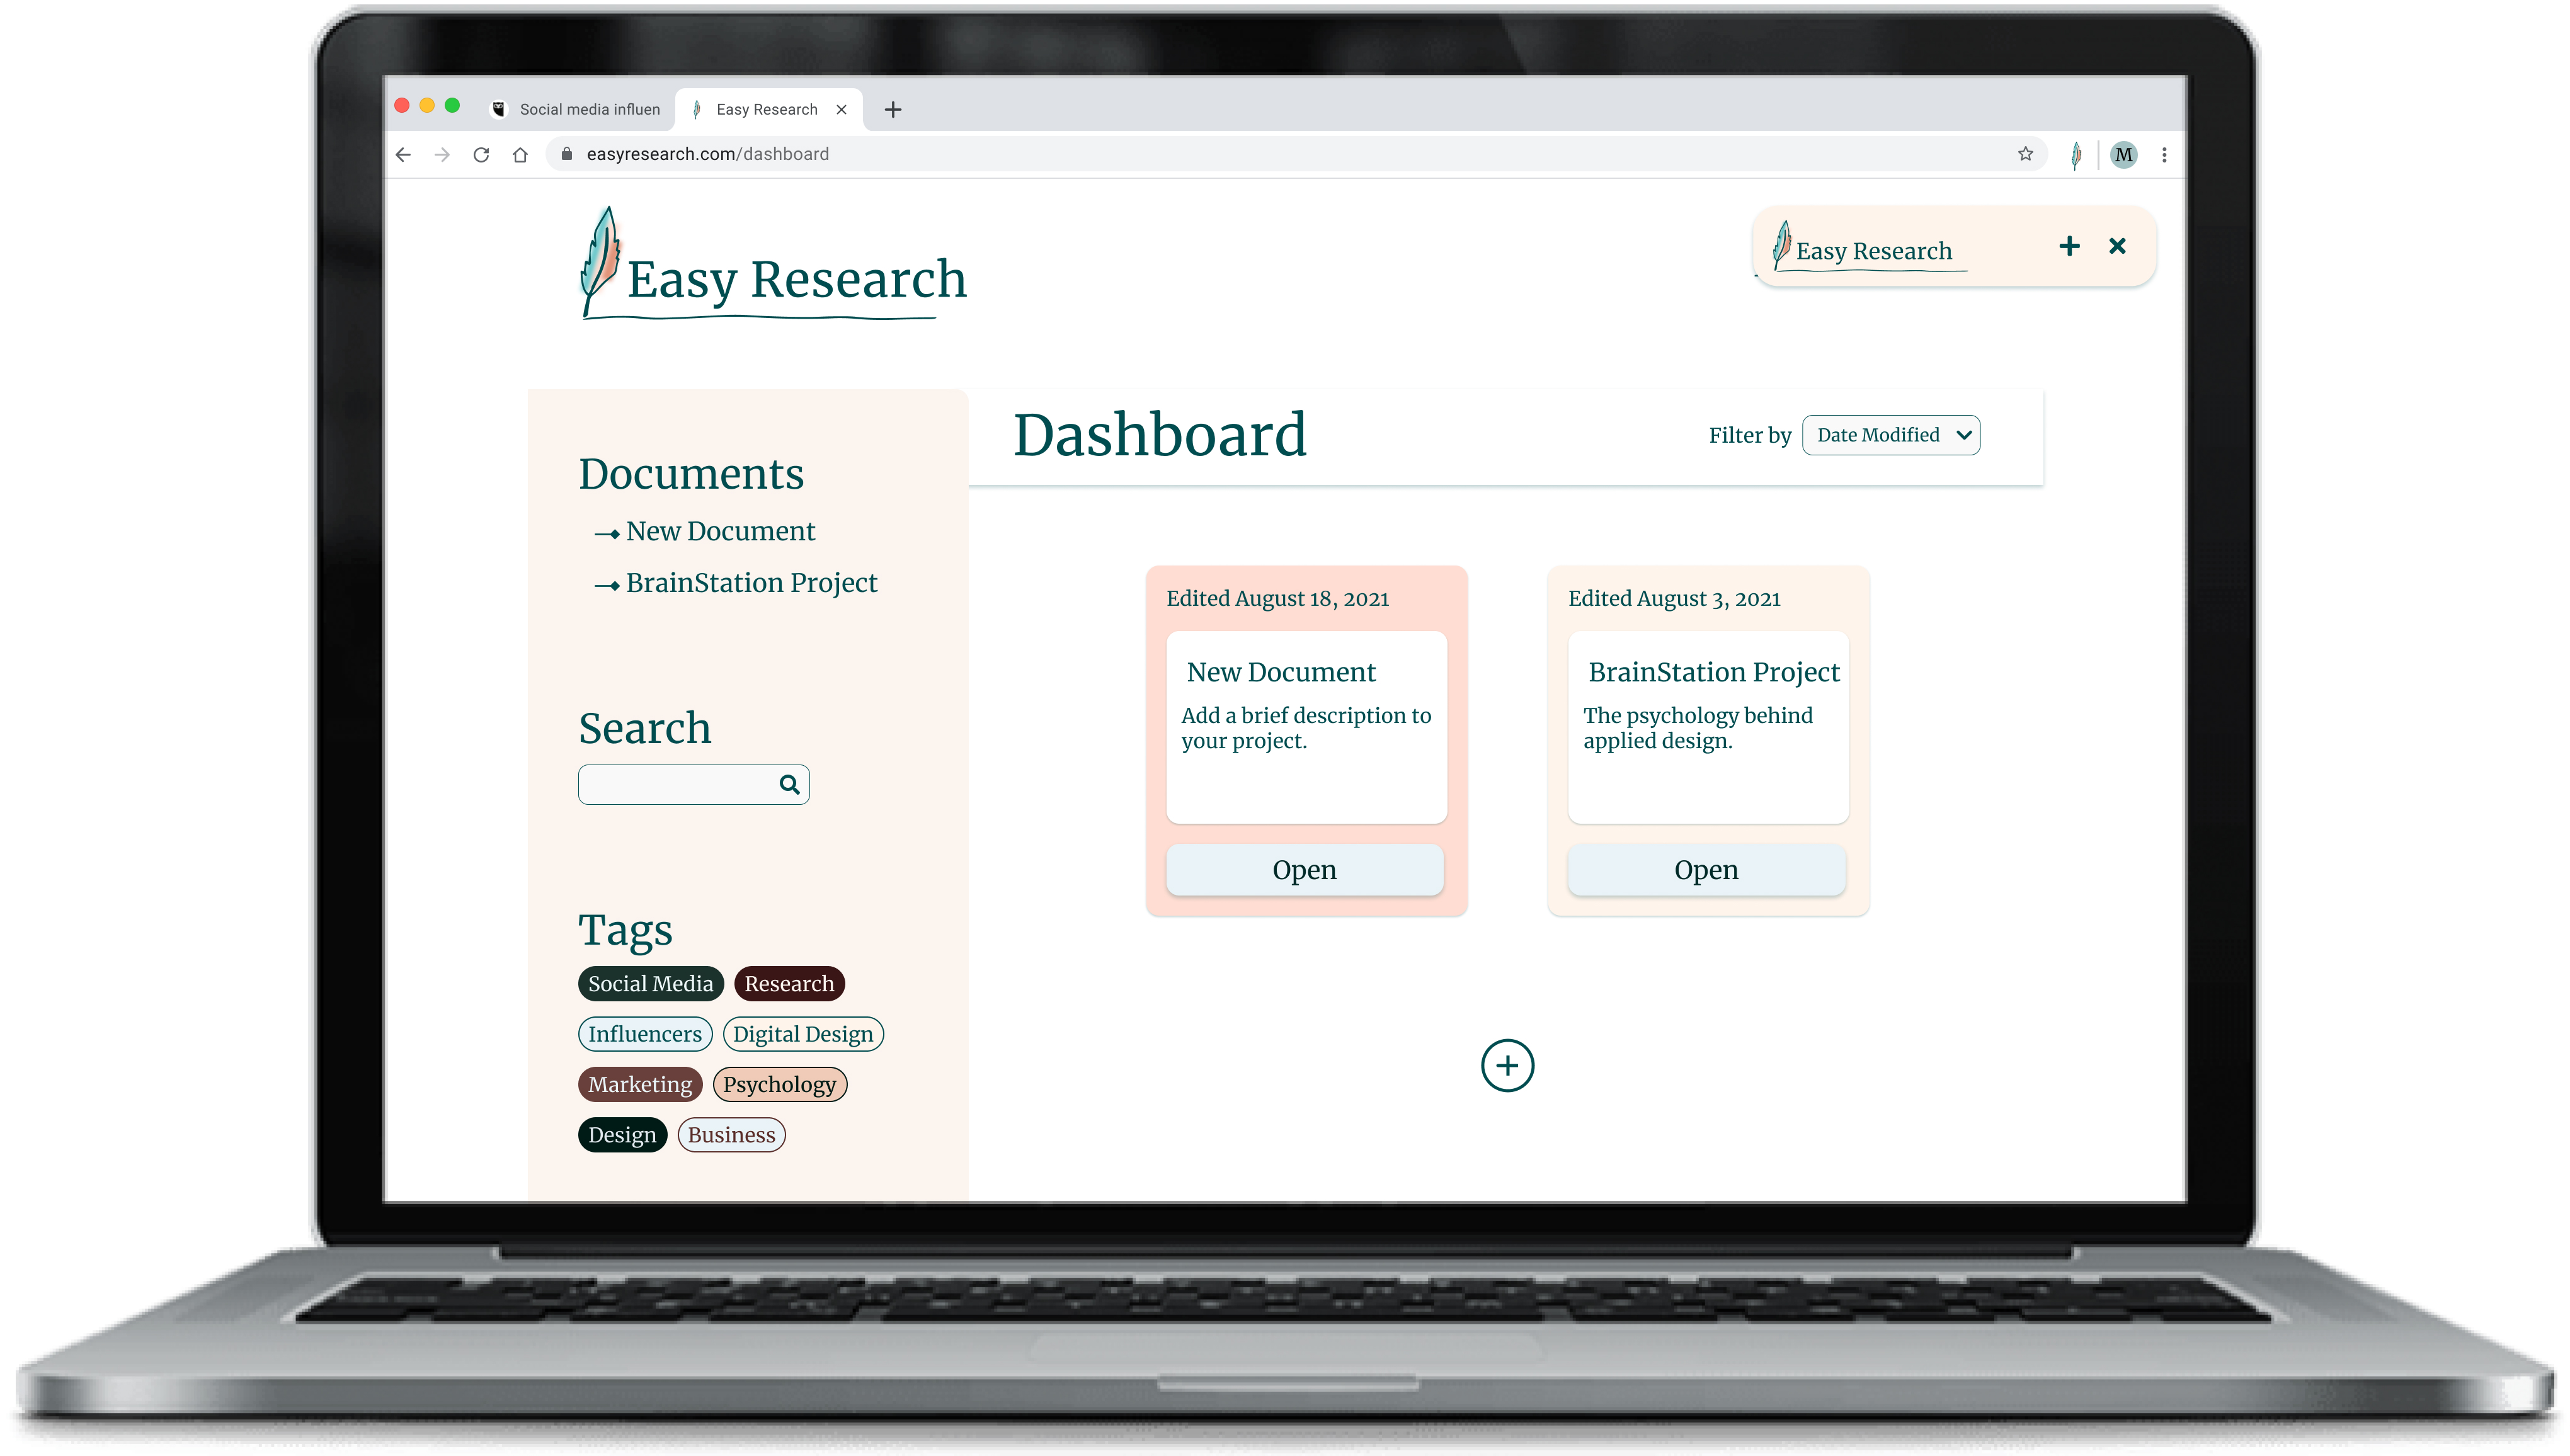 Social media influen
Easy Research
easyresearch.com/dashboard
M
Easy Research
Easy Research
Dashboard
Filter by
Date Modified
Documents
New Document
BrainStation Project
Search
Tags
Social Media
Research
Influencers
Digital Design
Marketing
Psychology
Design
Business
Edited August 18, 2021
New Document
Add a brief description to
your project.
Open
Edited August 3, 2021
BrainStation Project
The psychology behind
applied design.
Open